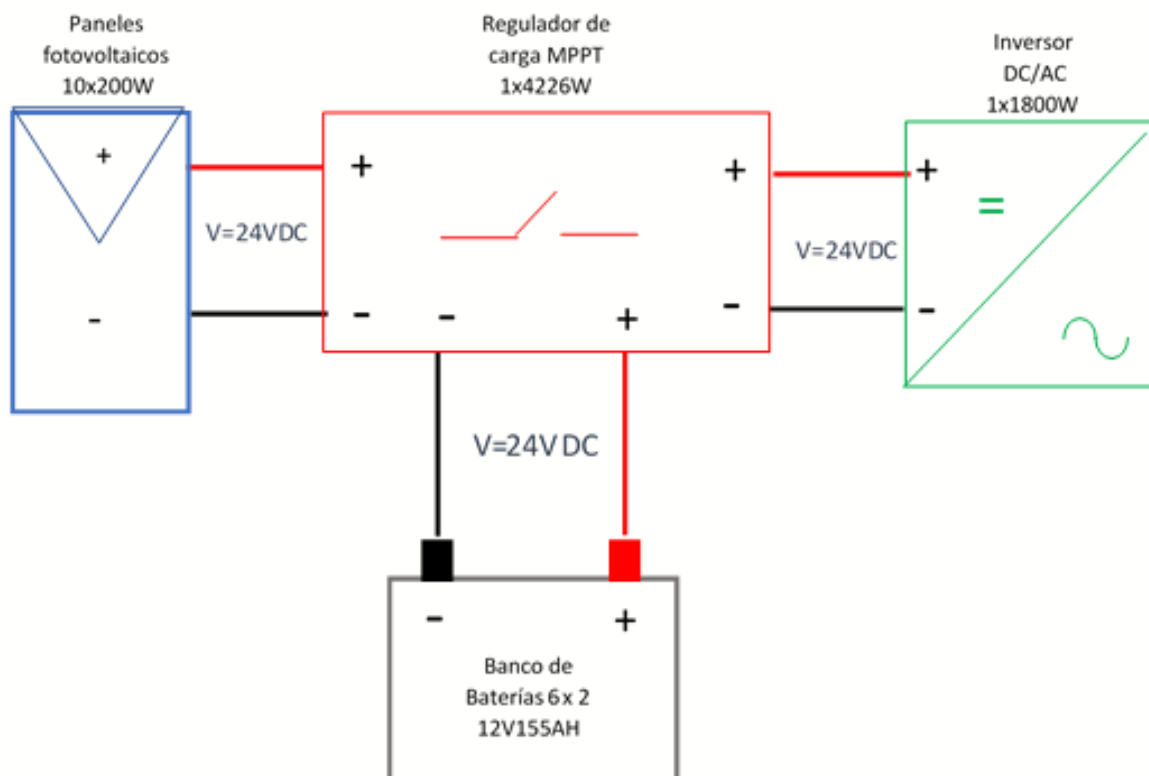 Paneles
fotovoltaicos
10x200W
Regulador de
carga MPPT
1x4226W
Inversor
DC/AC
1x1800W
+
+
+
+
=
V=24VDC
V=24VDC
-
-
-
+
-
-
V=24V DC
-
+
Banco de
Baterías 6 x 2
12V155AH